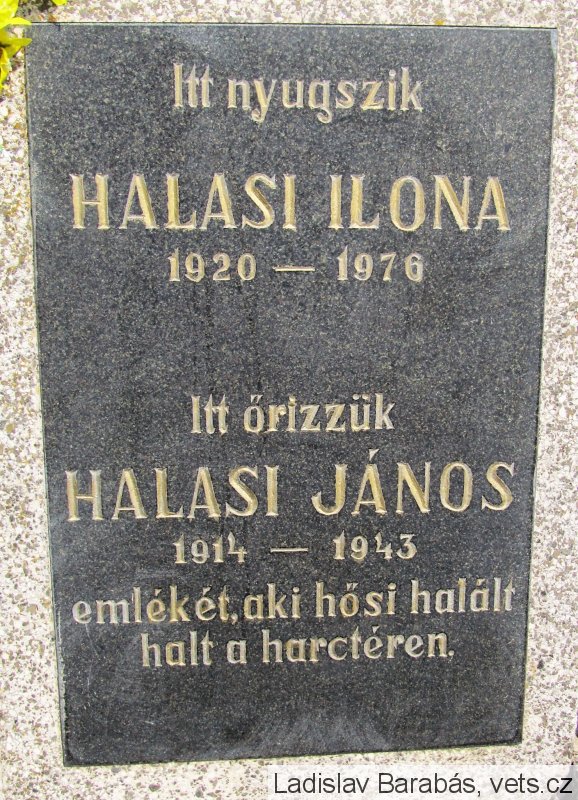 Itt nyugszik
HALASI ILONA
1920 — 1976
Itt őrizzük
HALASI JÁNOS
1914 — 1943
emlékét, aki hősi halált
halt a harctéren.
Ladislav Barabás, vets.cz